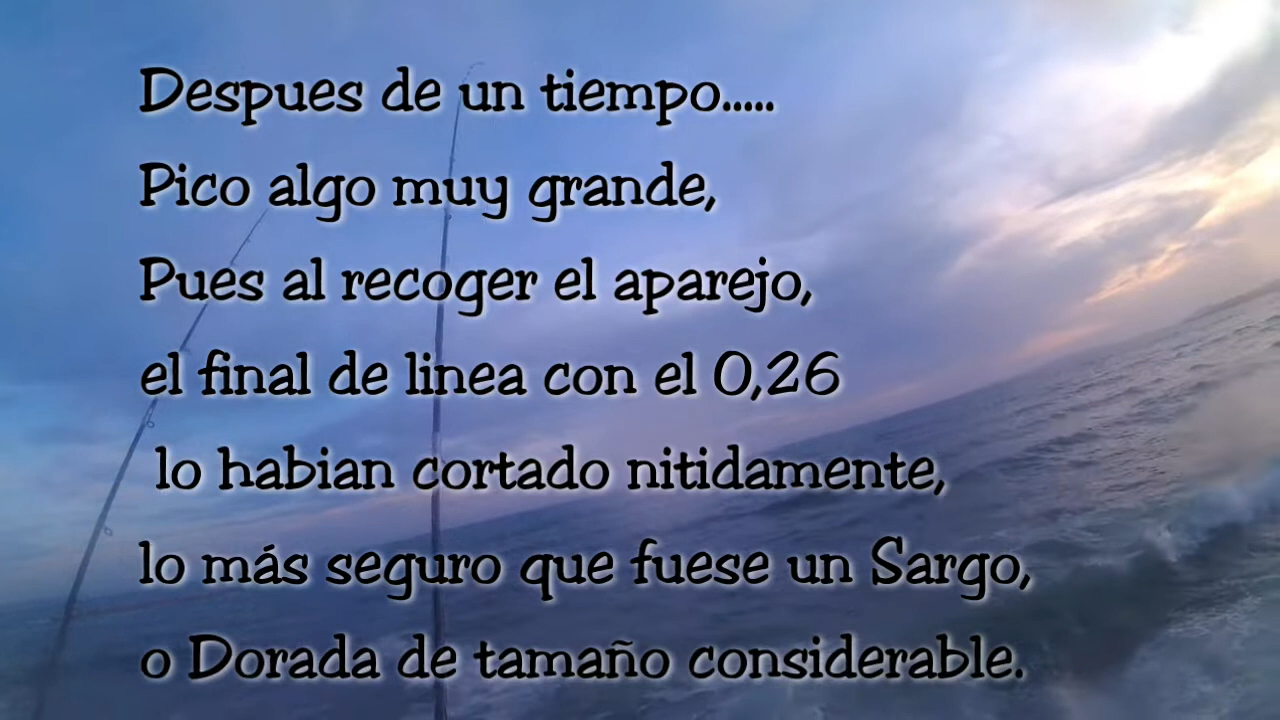 Despues de un tiempo.....
Pico algo muy grande,
Pues al recoger el aparejo,
el final de linea con el 0,26
lo habian cortado nitidamente,
lo más seguro que fuese un Sargo,
o Dorada de tamaño considerable.